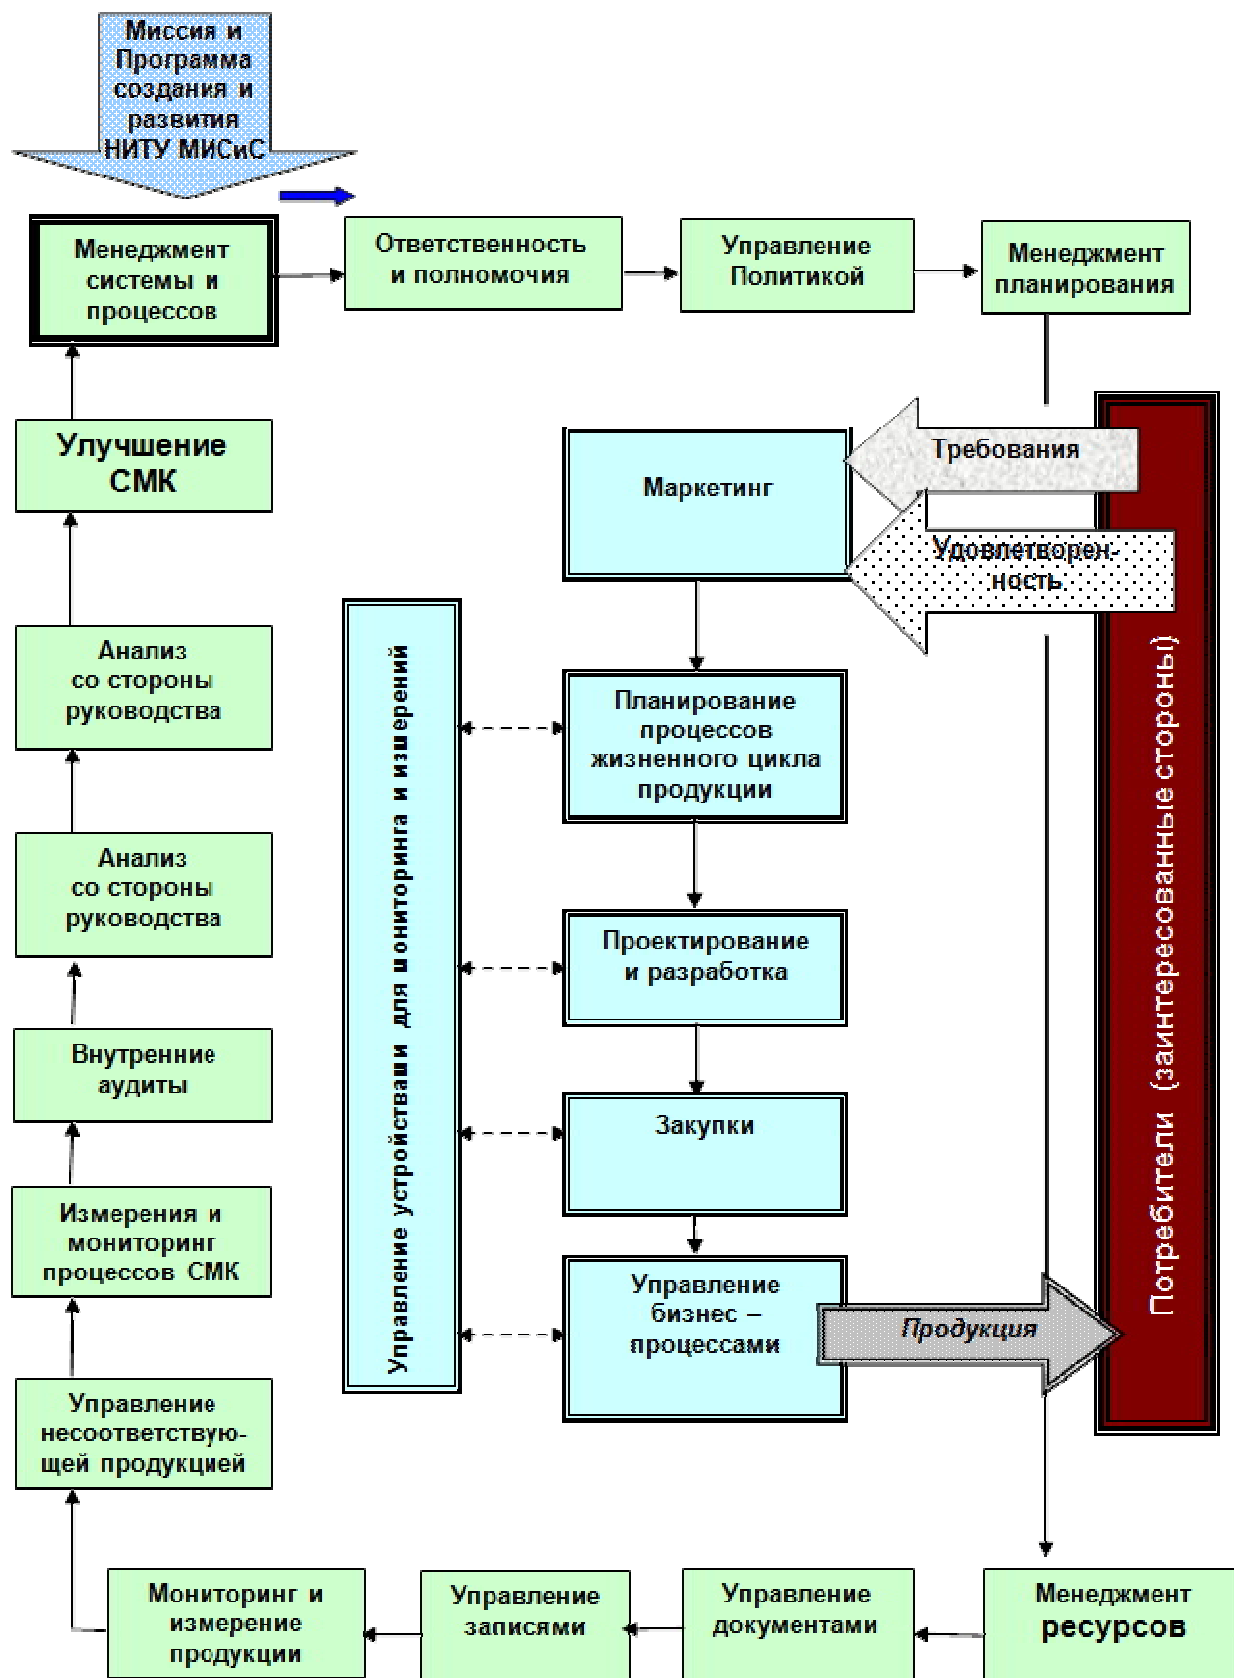 Миссия и
Программа
создания и
развития
НИТУ МИСиС
Менеджмент
системы и
процессов
Ответственность
и полномочия
Управление
Политикой
Менеджмент
планирования
Улучшение
СМК
Маркетинг
Требования
Удовлетворен-
ность
Анализ
со стороны
руководства
Управление устройстваши для мониторинга и изшерений
Планирование
процессов
жизненного цикла
продукции
Потребители (заинтересованные стороны)
Анализ
со стороны
руководства
Проектирование
и разработка
Внутренние
аудиты
Закупки
Измерения и
мониторинг
процессов СМК
Управление
бизнес –
процессами
Продукция
Управление
несоответствую-
щей продукцией
Мониторинг и
измерение
продукции
Управление
записями
Управление
документами
Менеджмент
ресурсов